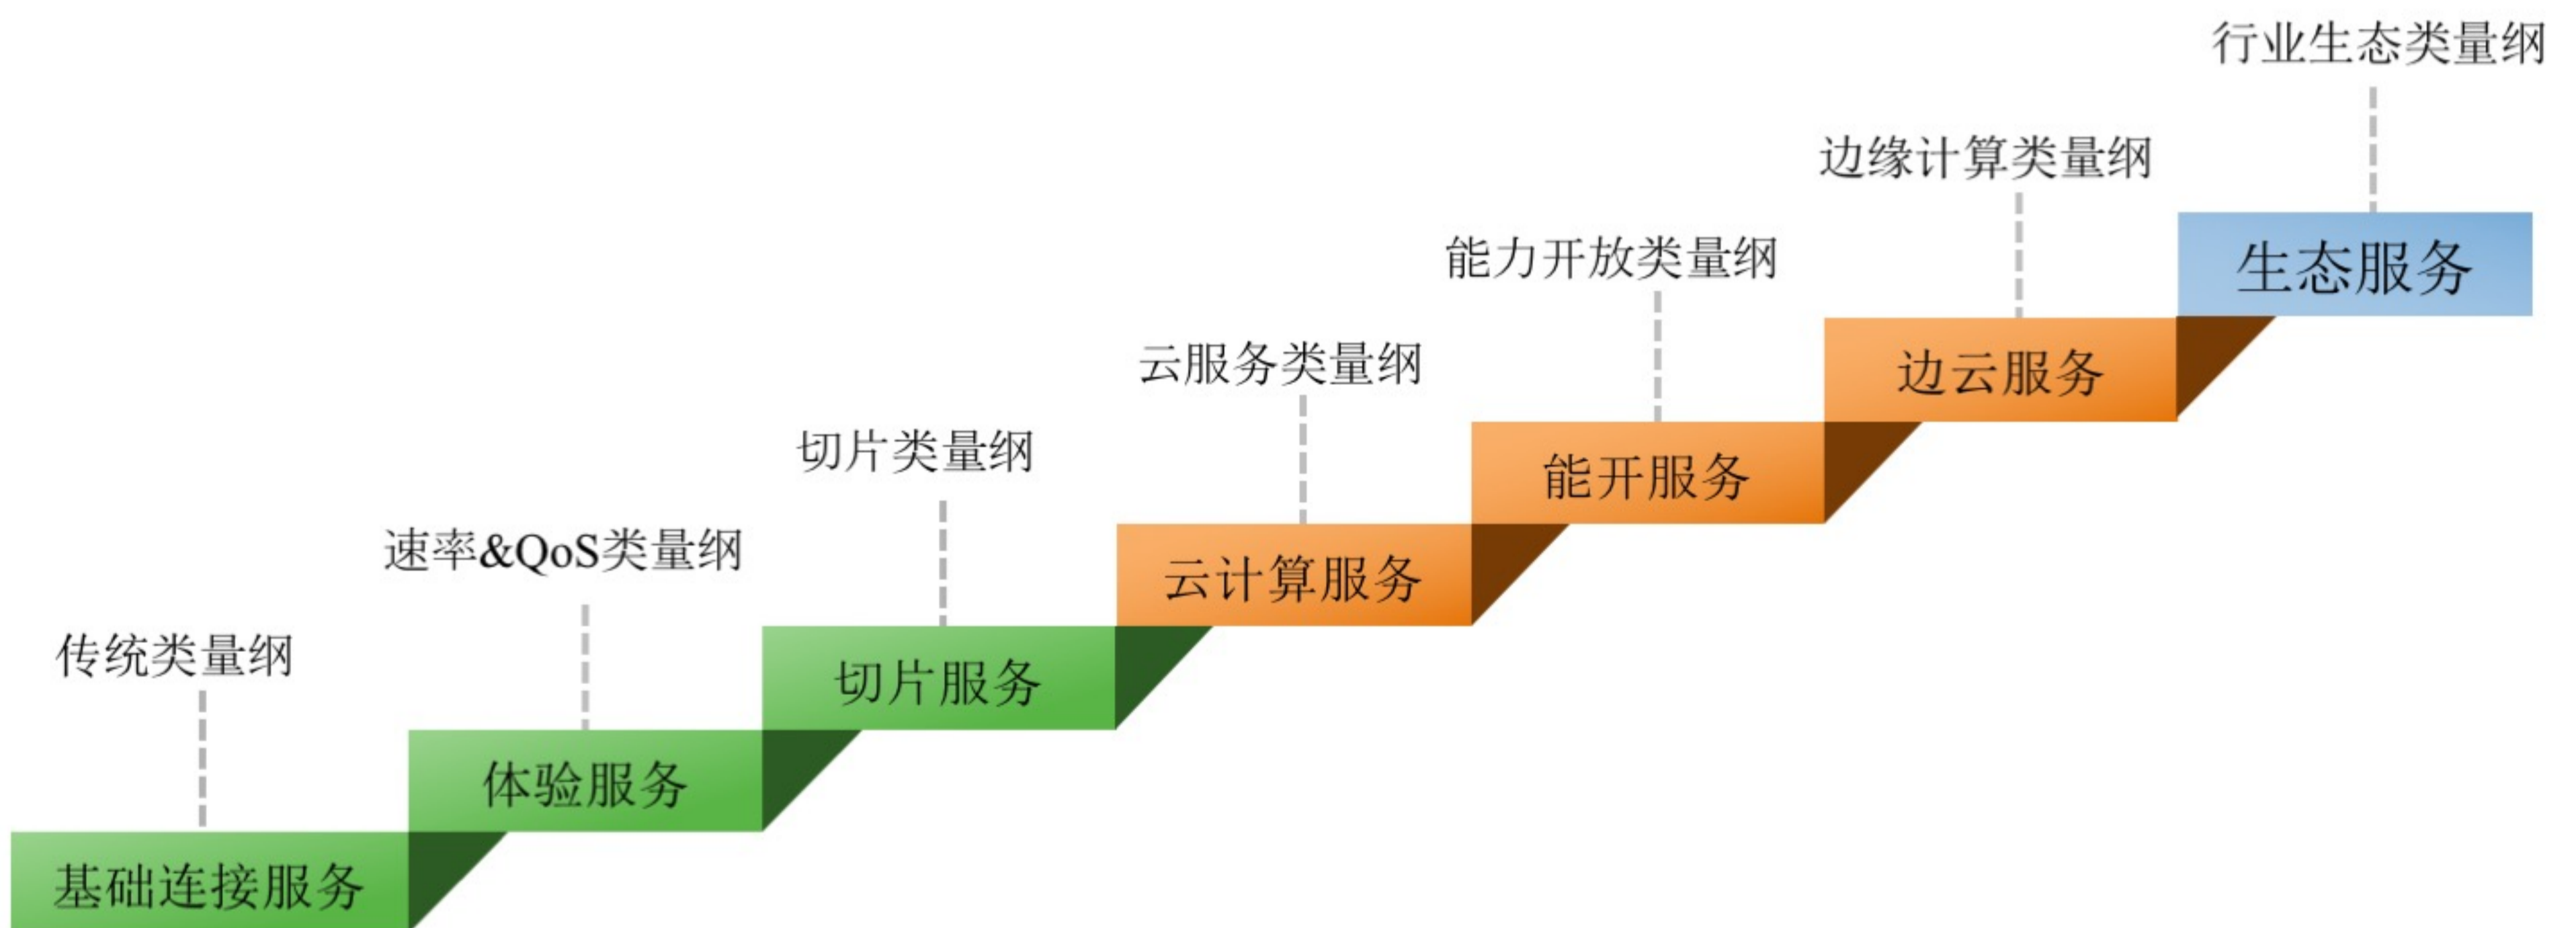 行业生态类量纲
边缘计算类量纲
生态服务
能力开放类量纲
边云服务
云服务类量纲
能开服务
切片类量纲
云计算服务
速率&QoS类量纲
切片服务
传统类量纲
体验服务
基础连接服务